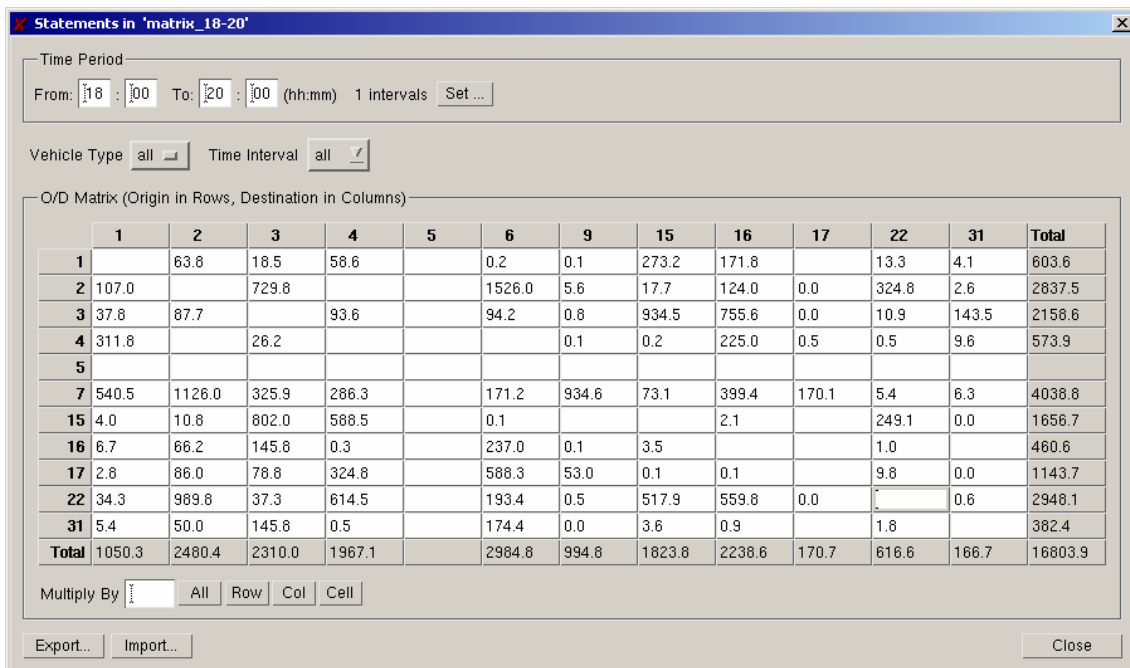 Statements in 'matrix_18-20'
Time Period
From: 18 : 00 To: 20 : 00 (hh:mm) 1 intervals Set ...
Vehicle Type all Time Interval all
O/D Matrix (Origin in Rows, Destination in Columns)
1 2 3 4 5 6 9 15 16 17 22 31 Total
1 63.8 18.5 58.6 0.2 0.1 273.2 171.8 13.3 4.1 603.6
2 107.0 729.8 1526.0 5.6 17.7 124.0 0.0 324.8 2.6 2837.5
3 37.8 87.7 93.6 94.2 0.8 934.5 755.6 0.0 10.9 143.5 2158.6
4 311.8 26.2 0.1 0.2 225.0 0.5 0.5 9.6 573.9
5
7 540.5 1126.0 325.9 286.3 171.2 934.6 73.1 399.4 170.1 5.4 6.3 4038.8
15 4.0 10.8 802.0 588.5 0.1 2.1 249.1 0.0 1656.7
16 6.7 66.2 145.8 0.3 237.0 0.1 3.5 1.0 460.6
17 2.8 86.0 78.8 324.8 588.3 53.0 0.1 0.1 9.8 0.0 1143.7
22 34.3 989.8 37.3 614.5 193.4 0.5 517.9 559.8 0.0 0.6 2948.1
31 5.4 50.0 145.8 0.5 174.4 0.0 3.6 0.9 1.8 382.4
Total 1050.3 2480.4 2310.0 1967.1 2984.8 994.8 1823.8 2238.6 170.7 616.6 166.7 16803.9
Multiply By All Row Col Cell
Export... Import... Close